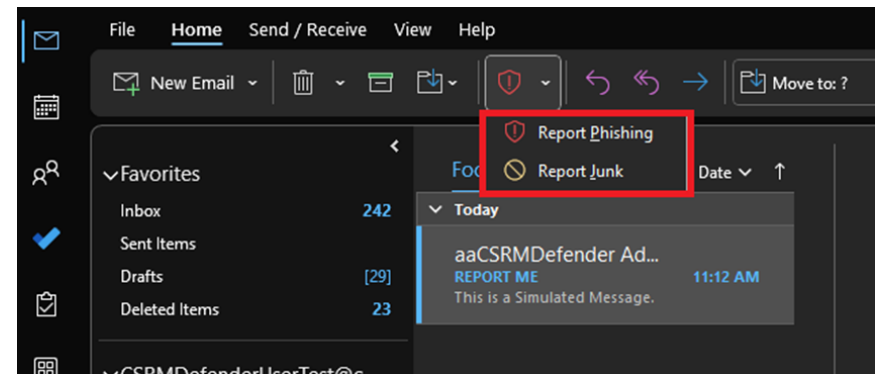 File Home Send / Receive View Help
New Email Move to: ?
Report Phishing
Report Junk
Favorites
Date
Inbox 242
Today
Sent Items
aaCSRMDefender Ad...
Drafts [29]
REPORT ME 11:12 AM
This is a Simulated Message.
Deleted Items 23